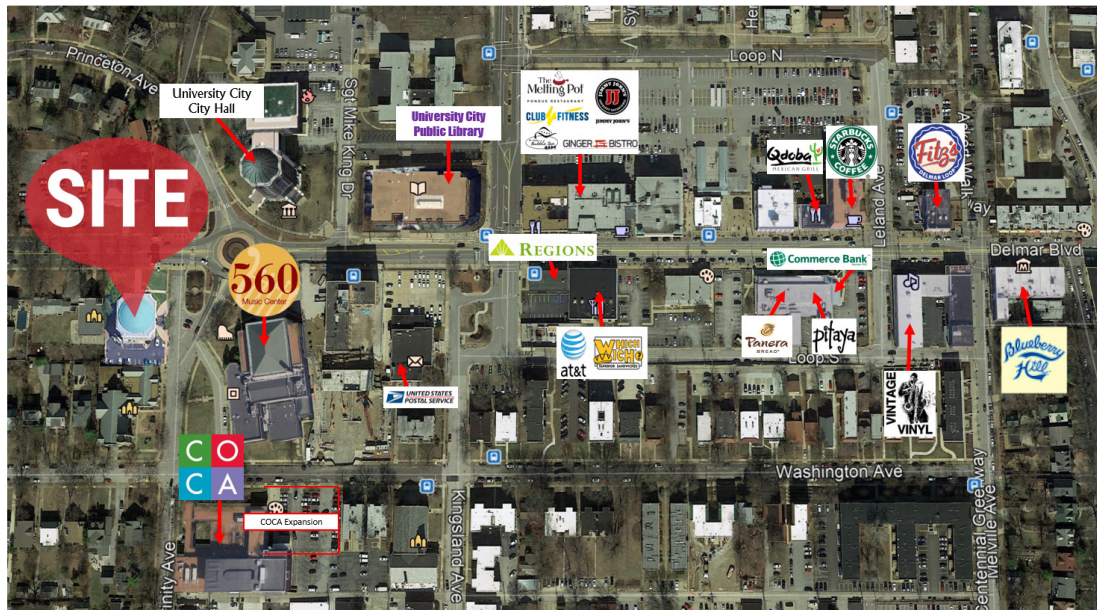 Princeton Ave
Loop N
Sgt Mike King Dr
University City
City Hall
University City
Public Library
The
Melting Pot
FONDUE RESTAURANT
JJ
JIMMY JOHN'S
CLUB FITNESS
GINGER BISTRO
Qdoba
MEXICAN GRILL
STARBUCKS
COFFEE
Fitz's
DELMAR LOOP
Leland Ave
SITE
560
Music Center
REGIONS
Commerce Bank
Delmar Blvd
at&t
WHICH
WICH?
SUPERIOR SANDWICHES
Panera
BREAD
pitaya
Loop S
Blueberry
Hill
UNITED STATES
POSTAL SERVICE
VINTAGE
VINYL
CO
CA
COCA Expansion
Washington Ave
Kingsland Ave
Centennial Greenway
Melville Ave